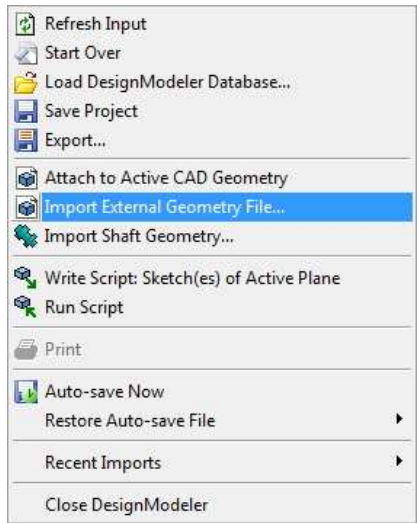 Refresh Input
Start Over
Load DesignModeler Database...
Save Project
Export...
Attach to Active CAD Geometry
Import External Geometry File...
Import Shaft Geometry...
Write Script: Sketch(es) of Active Plane
Run Script
Print
Auto-save Now
Restore Auto-save File
Recent Imports
Close DesignModeler